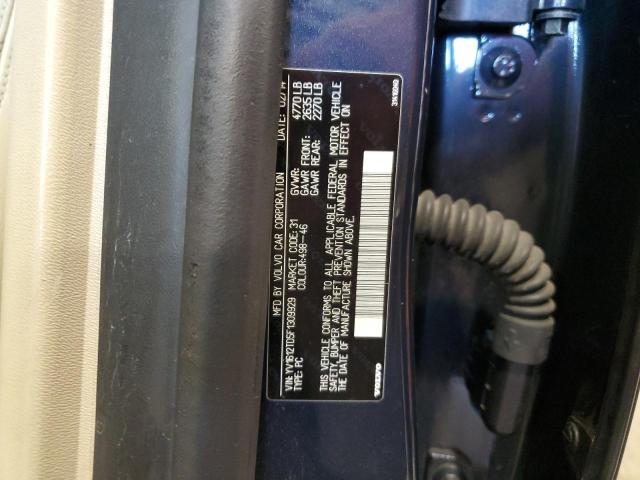 MFD BY VOLVO CAR CORPORATION DATE: 02/14
MARKET CODE: 31 GVWR: 4770 LB
COLOUR: 498-46 GAWR FRONT: 2635 LB
GAWR REAR: 2270 LB
VIN: YV1612TD5F1309929
TYPE: PC
THIS VEHICLE CONFORMS TO ALL APPLICABLE FEDERAL MOTOR VEHICLE
SAFETY, BUMPER AND THEFT PREVENTION STANDARDS IN EFFECT ON
THE DATE OF MANUFACTURE SHOWN ABOVE.
VOLVO